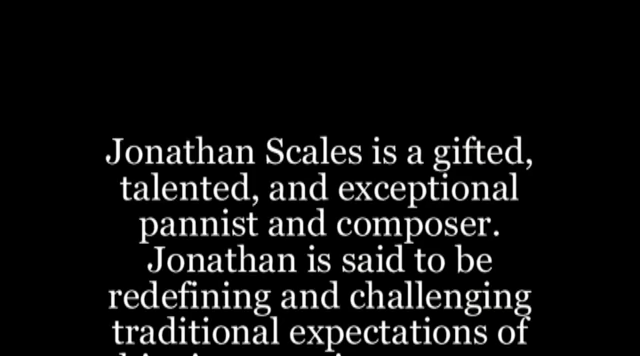 Jonathan Scales is a gifted,
talented, and exceptional
pannist and composer.
Jonathan is said to be
redefining and challenging
traditional expectations of